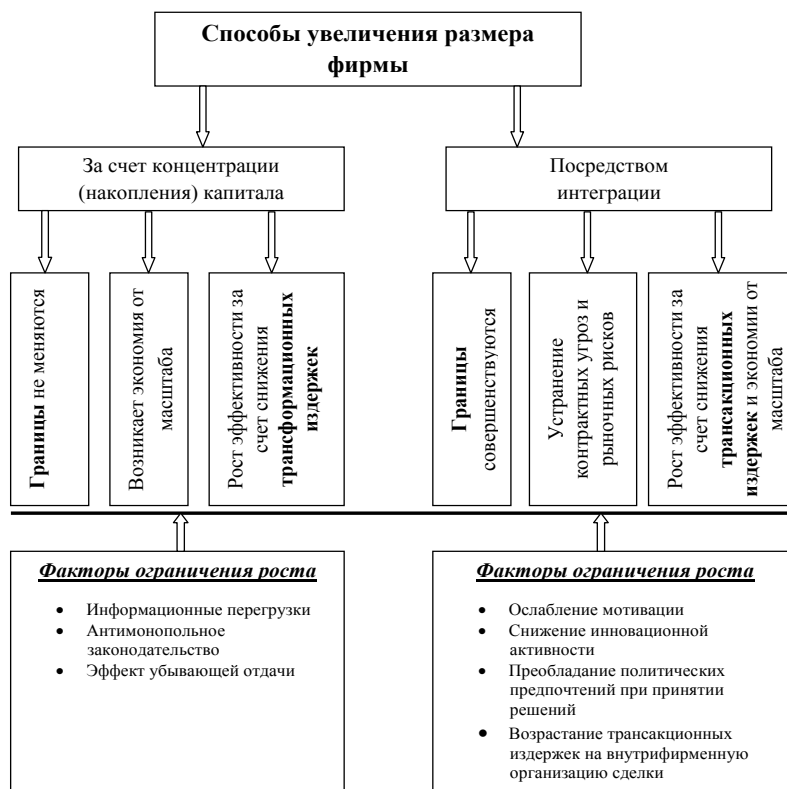 Способы увеличения размера
фирмы
За счет концентрации
(накопления) капитала
Посредством
интеграции
Границы не меняются
Возникает экономия от
масштаба
Рост эффективности за
счет снижения
трансформационных
издержек
Границы
совершенствуются
Устранение
контрактных угроз и
рыночных рисков
Рост эффективности за
счет снижения
трансакционных
издержек и экономии от
масштаба
Факторы ограничения роста
• Информационные перегрузки
• Антимонопольное
законодательство
• Эффект убывающей отдачи
Факторы ограничения роста
• Ослабление мотивации
• Снижение инновационной
активности
• Преобладание политических
предпочтений при принятии
решений
• Возрастание трансакционных
издержек на внутрифирменную
организацию сделки